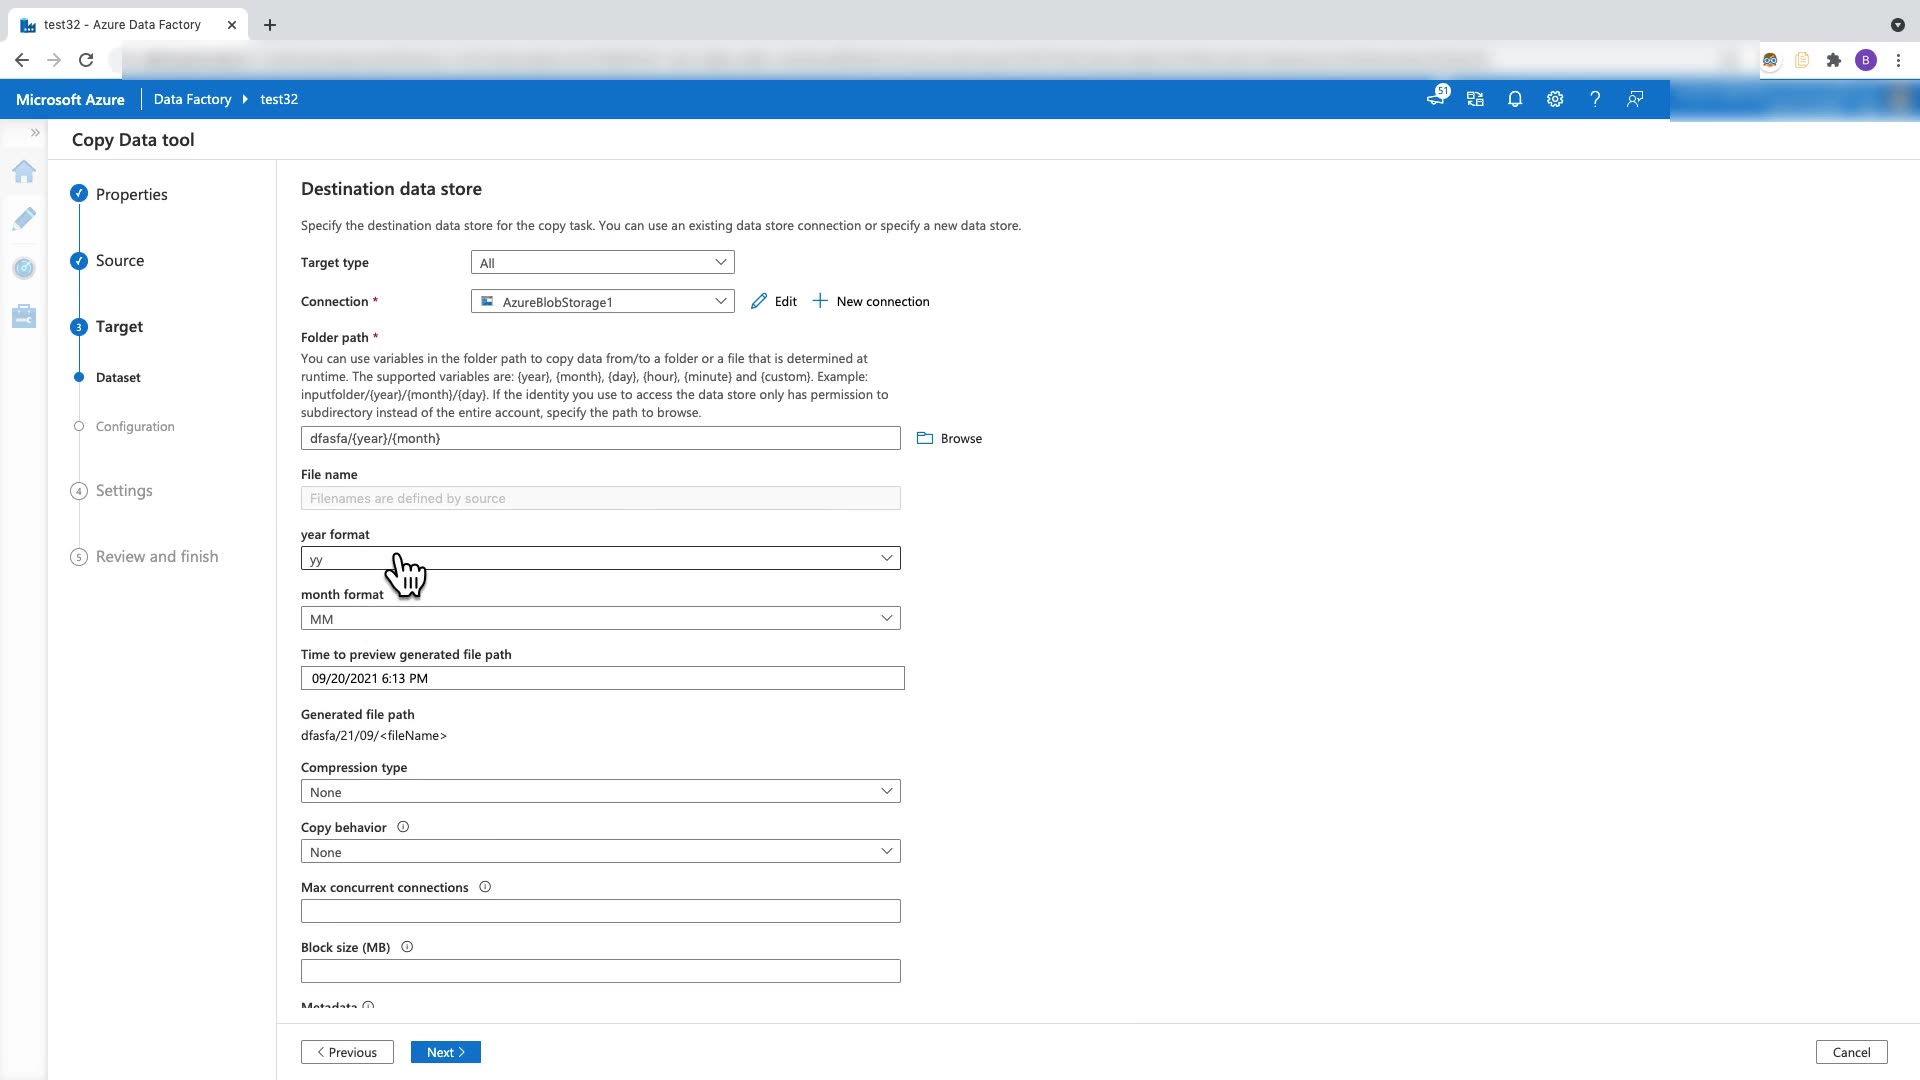 test32 - Azure Data Factory
B
Microsoft Azure
Data Factory
test32
51
Copy Data tool
Properties
Source
3 Target
Dataset
Configuration
4 Settings
5 Review and finish
Destination data store
Specify the destination data store for the copy task. You can use an existing data store connection or specify a new data store.
Target type
All
Connection *
AzureBlobStorage1
Edit
New connection
Folder path *
You can use variables in the folder path to copy data from/to a folder or a file that is determined at
runtime. The supported variables are: {year}, {month}, {day}, {hour}, {minute} and {custom}. Example:
inputfolder/{year}/{month}/{day}. If the identity you use to access the data store only has permission to
subdirectory instead of the entire account, specify the path to browse.
dfasfa/{year}/{month}
Browse
File name
Filenames are defined by source
year format
yy
month format
MM
Time to preview generated file path
09/20/2021 6:13 PM
Generated file path
dfasfa/21/09/<fileName>
Compression type
None
Copy behavior
None
Max concurrent connections
Block size (MB)
Metadata
< Previous
Next >
Cancel